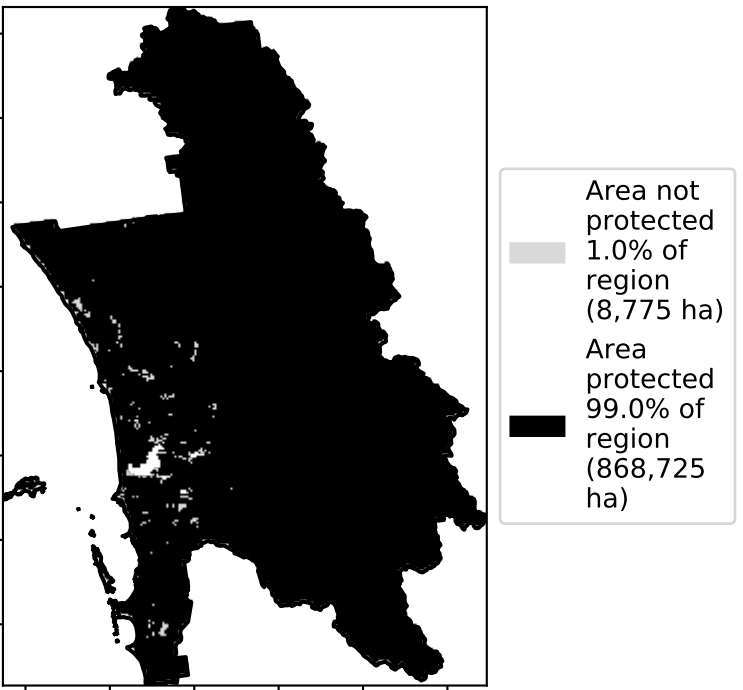 Area not
protected
1.0% of
region
(8,775 ha)
Area
protected
99.0% of
region
(868,725
ha)